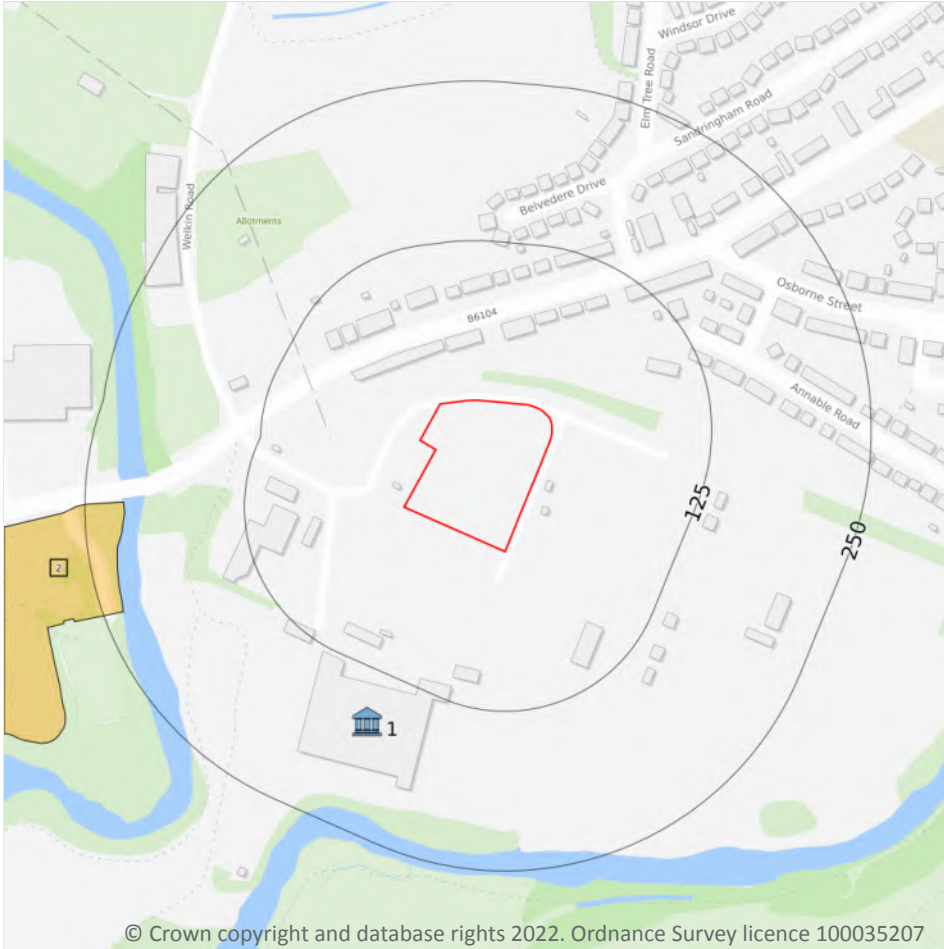 Windsor Drive
Elm Tree Road
Sandringham Road
Belvedere Drive
Welkin Road
Allotments
Osborne Street
B6104
Annable Road
125
250
2
1
© Crown copyright and database rights 2022. Ordnance Survey licence 100035207